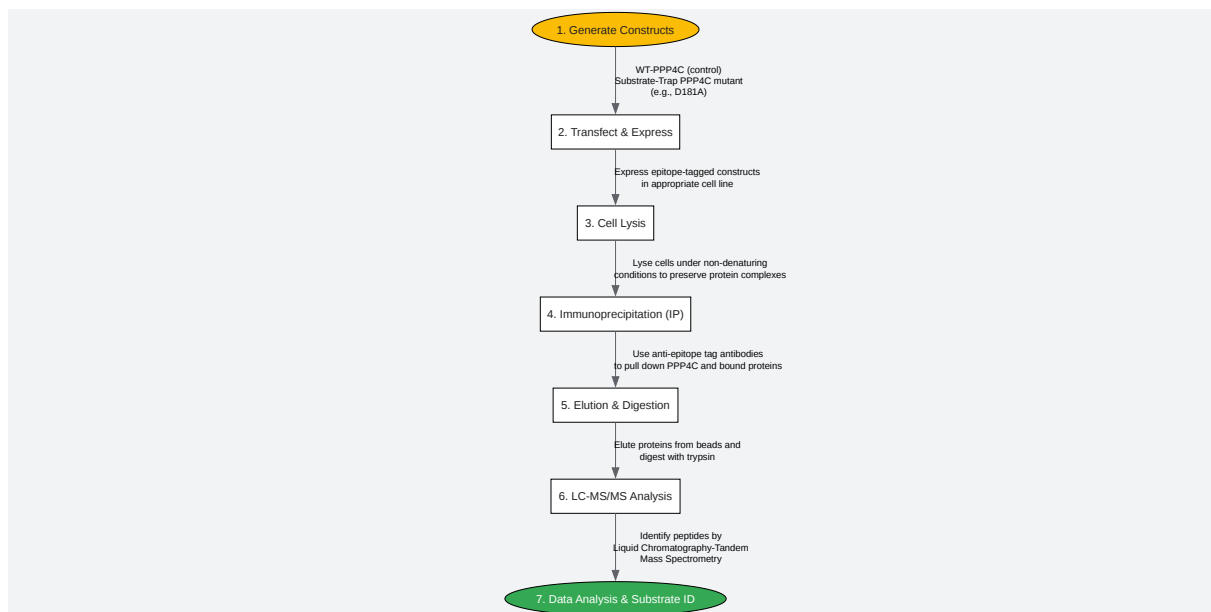 1. Generate Constructs
WT-PPP4C (control)
Substrate-Trap PPP4C mutant
(e.g., D181A)
2. Transfect & Express
Express epitope-tagged constructs
in appropriate cell line
3. Cell Lysis
Lyse cells under non-denaturing
conditions to preserve protein complexes
4. Immunoprecipitation (IP)
Use anti-epitope tag antibodies
to pull down PPP4C and bound proteins
5. Elution & Digestion
Elute proteins from beads and
digest with trypsin
6. LC-MS/MS Analysis
Identify peptides by
Liquid Chromatography-Tandem
Mass Spectrometry
7. Data Analysis & Substrate ID